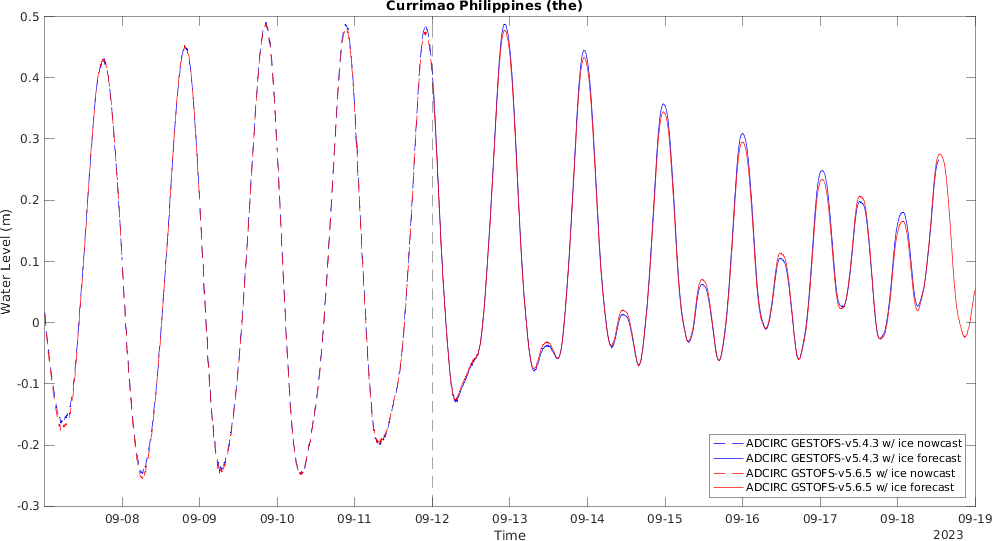 Currimao Philippines (the)
0.5
0.4
0.3
0.2
0.1
0
-0.1
-0.2
-0.3
Water Level (m)
ADCIRC GESTOFS-v5.4.3 w/ ice nowcast
ADCIRC GESTOFS-v5.4.3 w/ ice forecast
ADCIRC GSTOFS-v5.6.5 w/ ice nowcast
ADCIRC GSTOFS-v5.6.5 w/ ice forecast
09-08 09-09 09-10 09-11 09-12 09-13 09-14 09-15 09-16 09-17 09-18 09-19
Time
2023